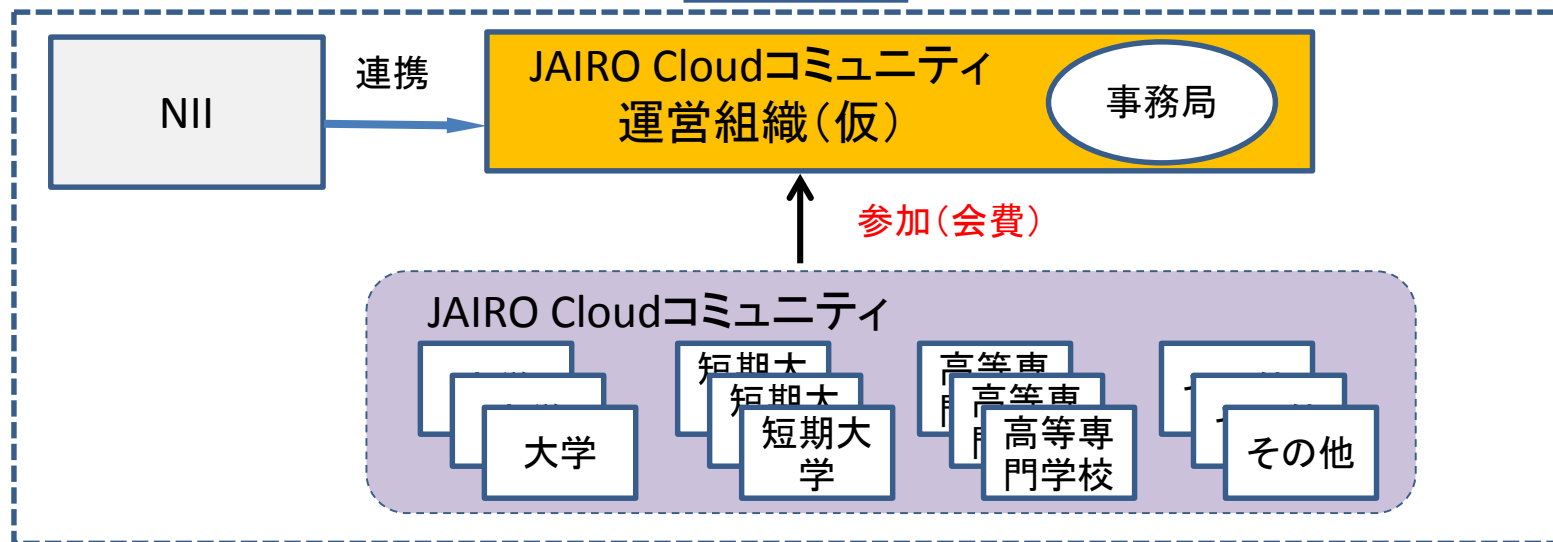 NII
連携
JAIRO Cloudコミュニティ
運営組織（仮）
事務局
参加（会費）
JAIRO Cloudコミュニティ
大学
短期大
短期大
短期大
学
高等専
高等専
高等専
門学校
その他